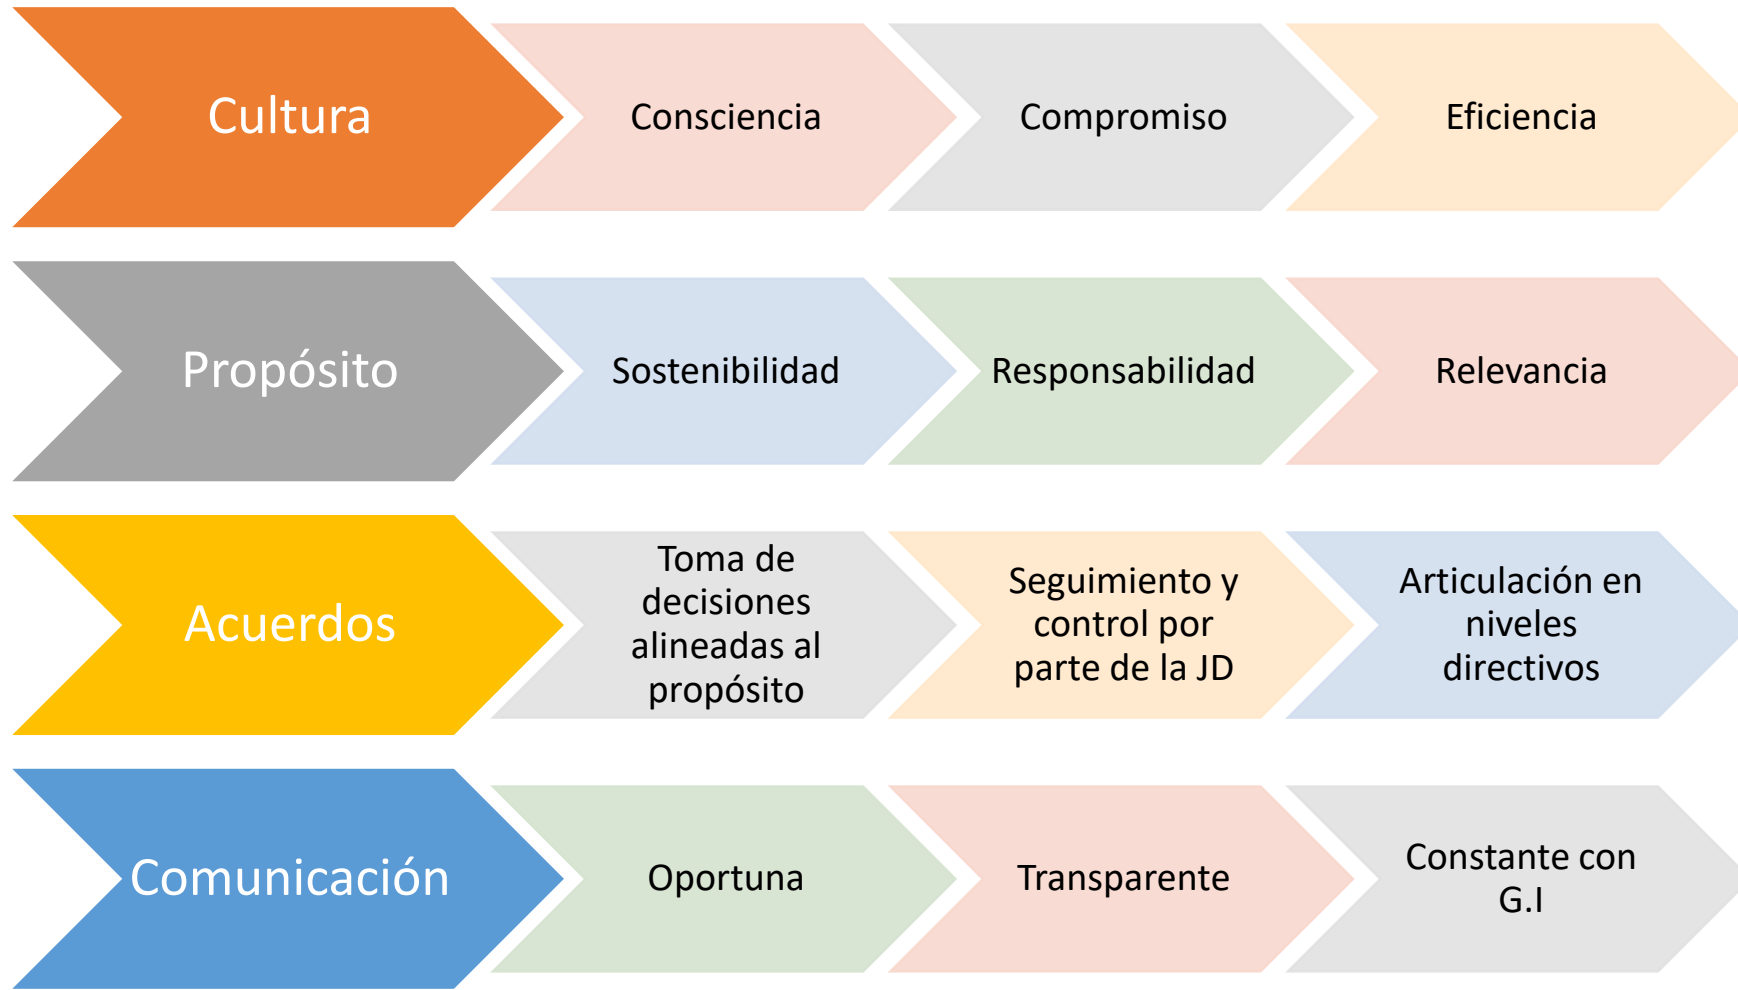 Cultura
Consciencia
Compromiso
Eficiencia
Propósito
Sostenibilidad
Responsabilidad
Relevancia
Acuerdos
Toma de
decisiones
alineadas al
propósito
Seguimiento y
control por
parte de la JD
Articulación en
niveles
directivos
Comunicación
Oportuna
Transparente
Constante con
G.I